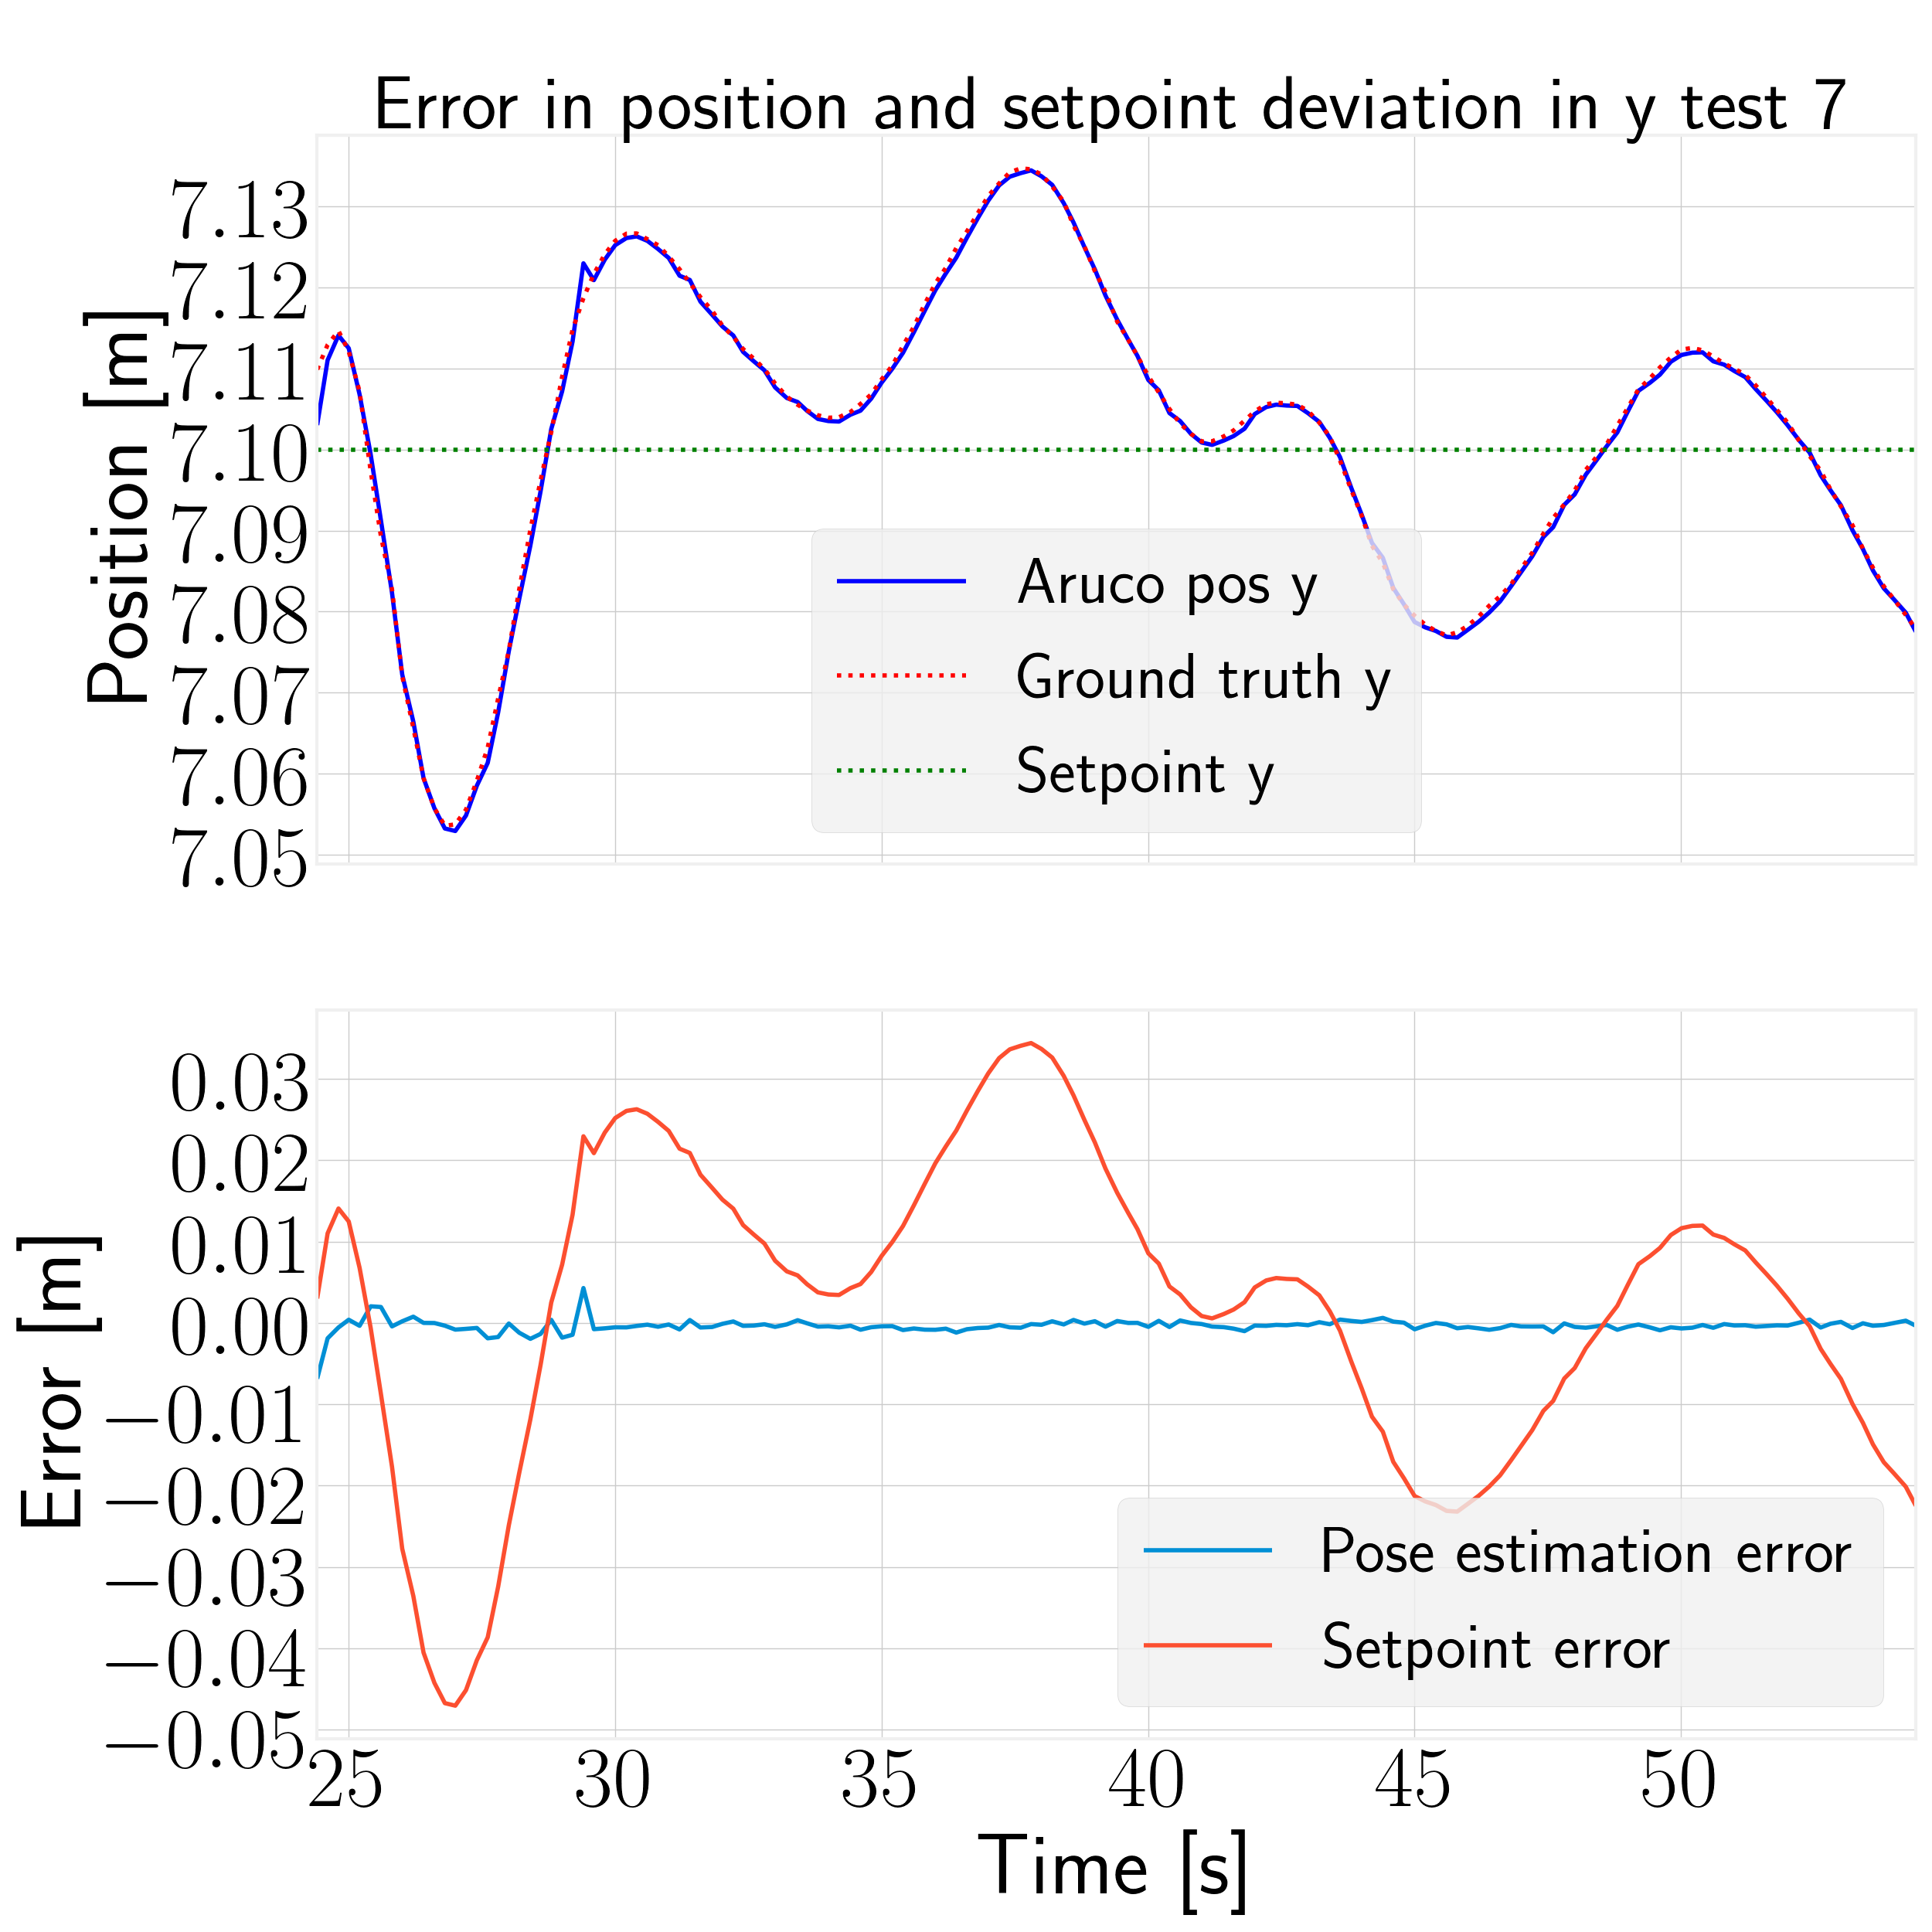 Error in position and setpoint deviation in y test 7
Position [m]
7.13
7.12
7.11
7.10
7.09
7.08
7.07
7.06
7.05
Aruco pos y
Ground truth y
Setpoint y
Error [m]
0.03
0.02
0.01
0.00
−0.01
−0.02
−0.03
−0.04
−0.05
Pose estimation error
Setpoint error
25 30 35 40 45 50
Time [s]